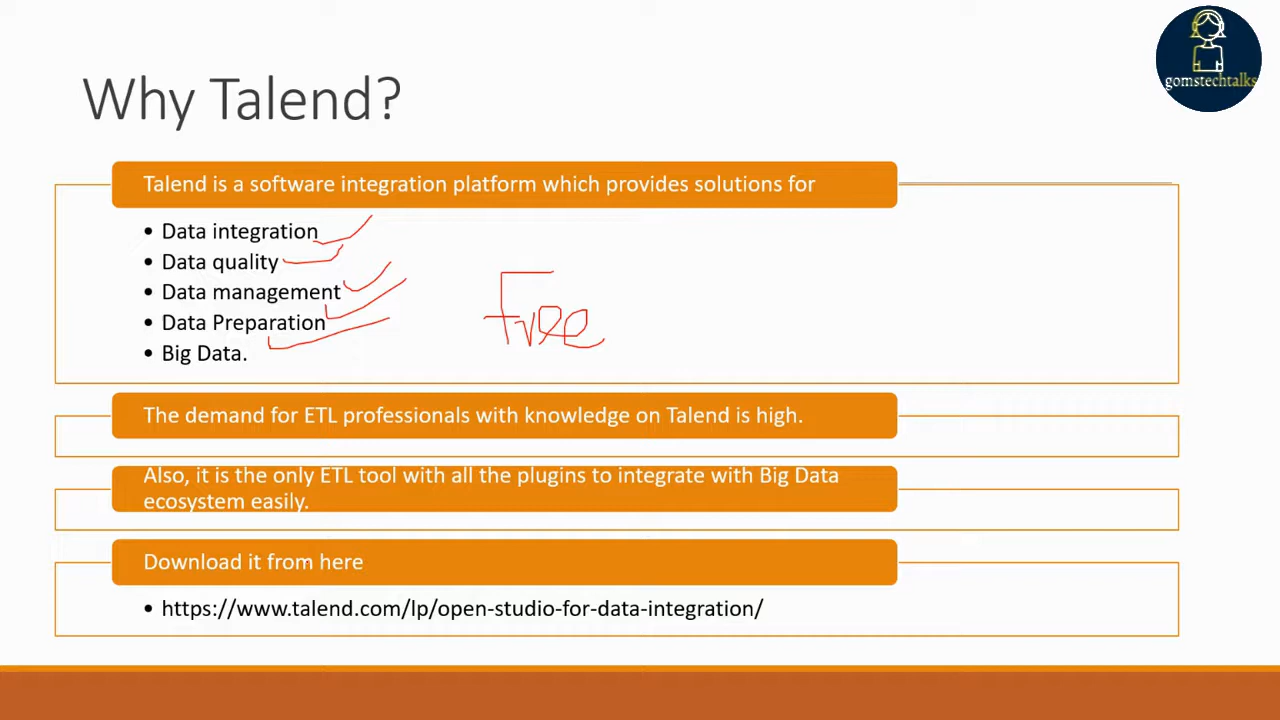 gomstechtalks
Why Talend?
Talend is a software integration platform which provides solutions for
• Data integration
• Data quality
• Data management
• Data Preparation
• Big Data.
Free
The demand for ETL professionals with knowledge on Talend is high.
Also, it is the only ETL tool with all the plugins to integrate with Big Data
ecosystem easily.
Download it from here
• https://www.talend.com/lp/open-studio-for-data-integration/